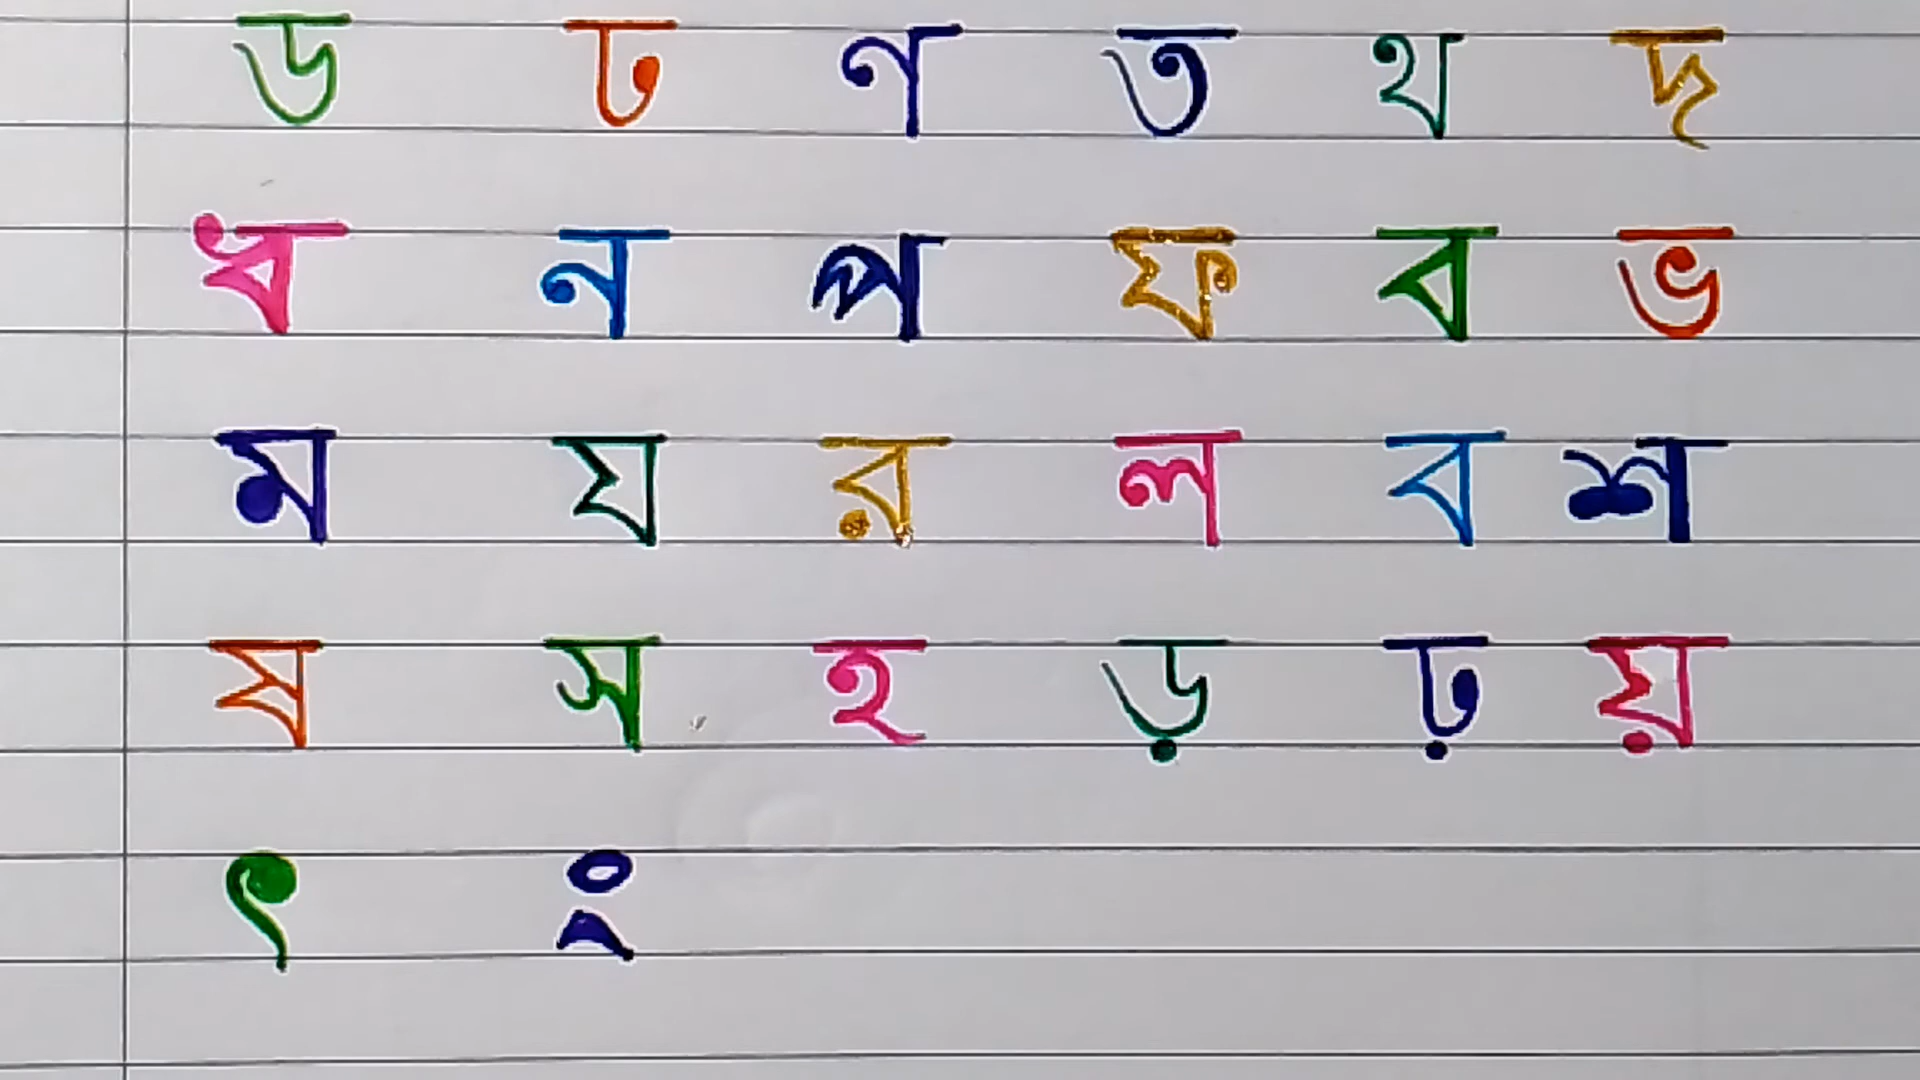 ড ঢ ণ ত থ দ
ধ ন প ফ ব ভ
ম য র ল ব শ
ষ স হ ড় ঢ় য়
ৎ ং